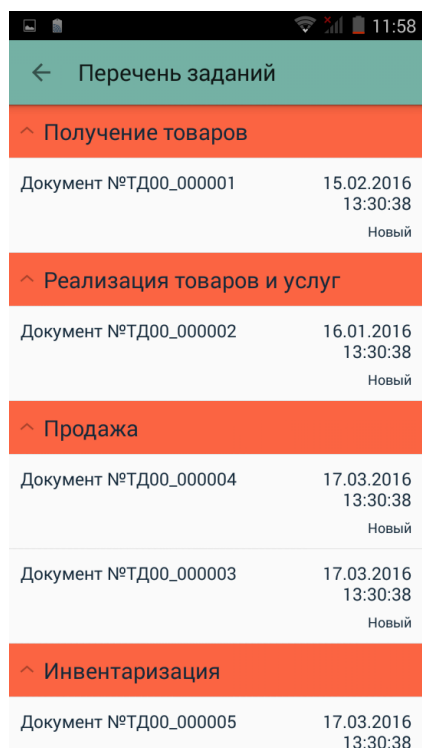 11:58
Перечень заданий
Получение товаров
Документ №ТД00_000001 15.02.2016
13:30:38
Новый
Реализация товаров и услуг
Документ №ТД00_000002 16.01.2016
13:30:38
Новый
Продажа
Документ №ТД00_000004 17.03.2016
13:30:38
Новый
Документ №ТД00_000003 17.03.2016
13:30:38
Новый
Инвентаризация
Документ №ТД00_000005 17.03.2016
13:30:38